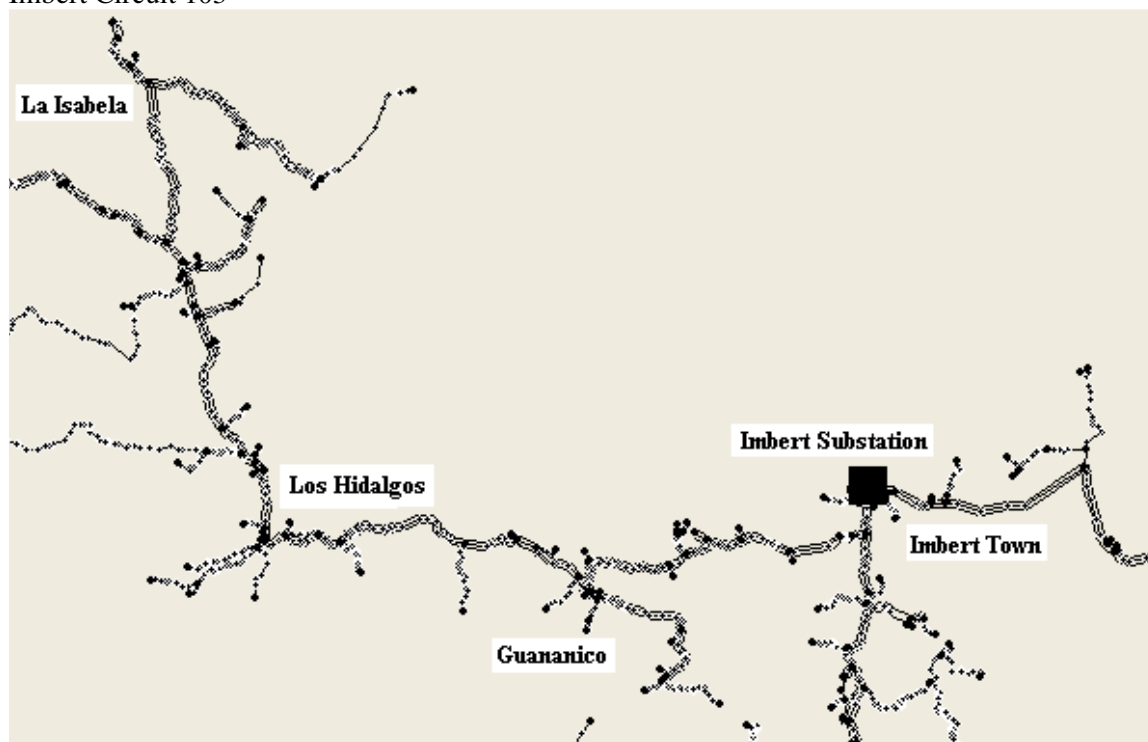 Imbert Circuit 103
La Isabela
Imbert Substation
Los Hidalgos
Imbert Town
Guananico